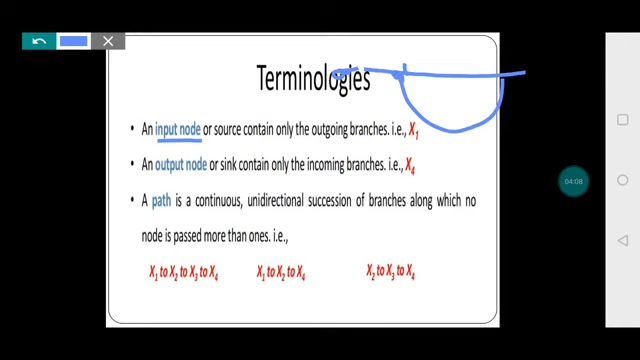 Terminologies
• An input node or source contain only the outgoing branches. i.e., X1
• An output node or sink contain only the incoming branches. i.e., X4
• A path is a continuous, unidirectional succession of branches along which no
node is passed more than ones. i.e.,
X1 to X2 to X3 to X4 X1 to X2 to X4 X2 to X3 to X4
04:08